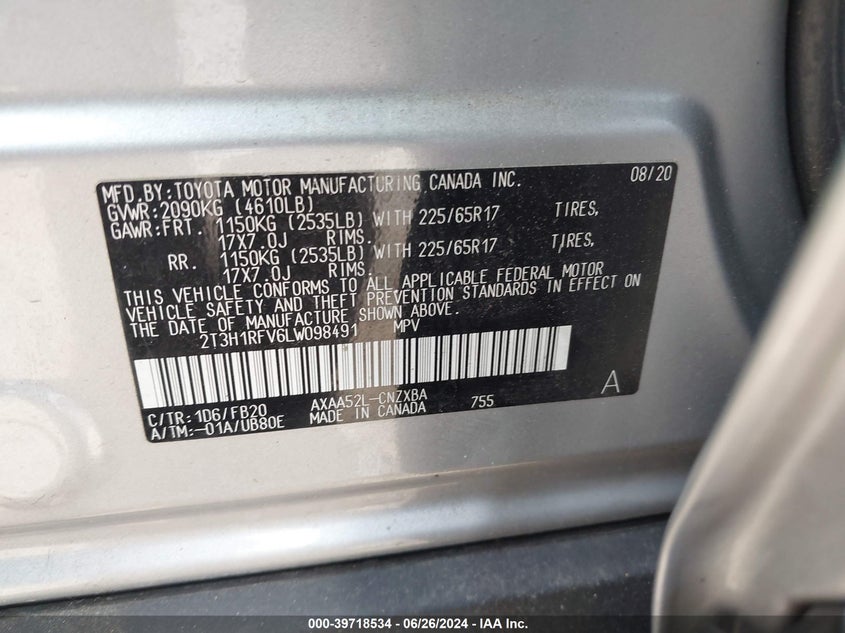 MFD.BY:TOYOTA MOTOR MANUFACTURING CANADA INC. 08/20
GVWR:2090KG (4610LB)
GAWR:FRT. 1150KG (2535LB) WITH 225/65R17 TIRES,
17X7.0J RIMS.
RR. 1150KG (2535LB) WITH 225/65R17 TIRES,
17X7.0J RIMS.
THIS VEHICLE CONFORMS TO ALL APPLICABLE FEDERAL MOTOR
VEHICLE SAFETY AND THEFT PREVENTION STANDARDS IN EFFECT ON
THE DATE OF MANUFACTURE SHOWN ABOVE.
2T3H1RFV6LW098491 MPV
C/TR:1D6/FB20 AXAA52L-CNZXBA 755 A
A/TM:-01A/UB80E MADE IN CANADA
000-39718534 - 06/26/2024 - © IAA Holdings, LLC